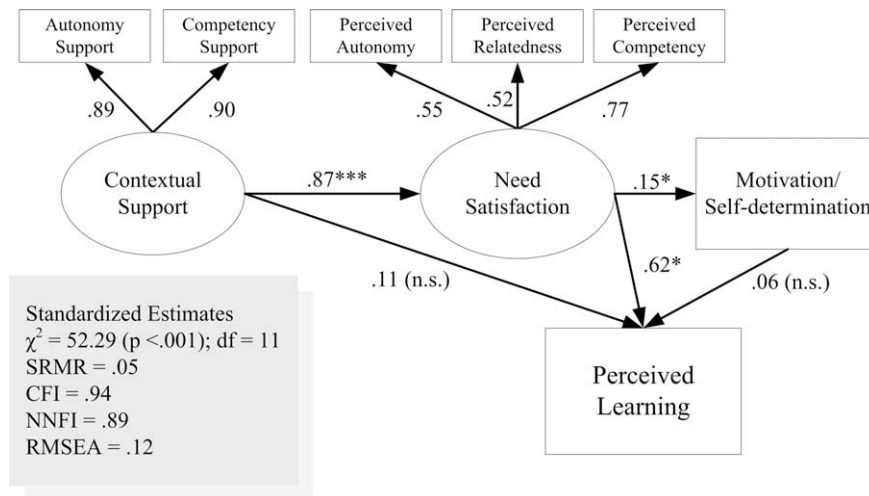 Autonomy
Support
Competency
Support
Perceived
Autonomy
Perceived
Relatedness
Perceived
Competency
.89
.90
.55
.52
.77
Contextual
Support
.87***
Need
Satisfaction
.15*
Motivation/
Self-determination
.11 (n.s.)
.62*
.06 (n.s.)
Perceived
Learning
Standardized Estimates
χ² = 52.29 (p <.001); df = 11
SRMR = .05
CFI = .94
NNFI = .89
RMSEA = .12